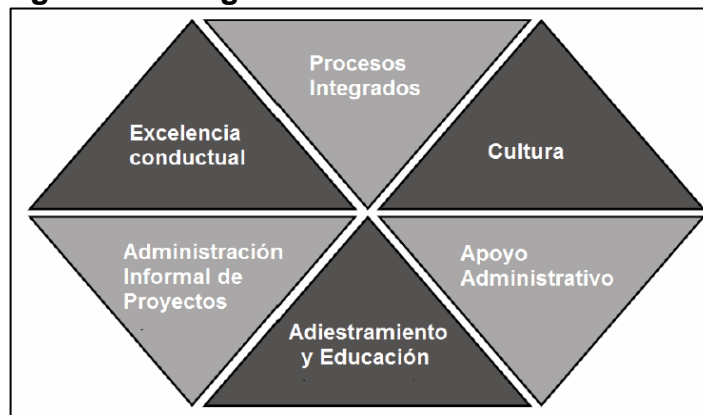 Procesos
Integrados
Excelencia
conductual
Cultura
Administración
Informal de
Proyectos
Apoyo
Administrativo
Adiestramiento
y Educación